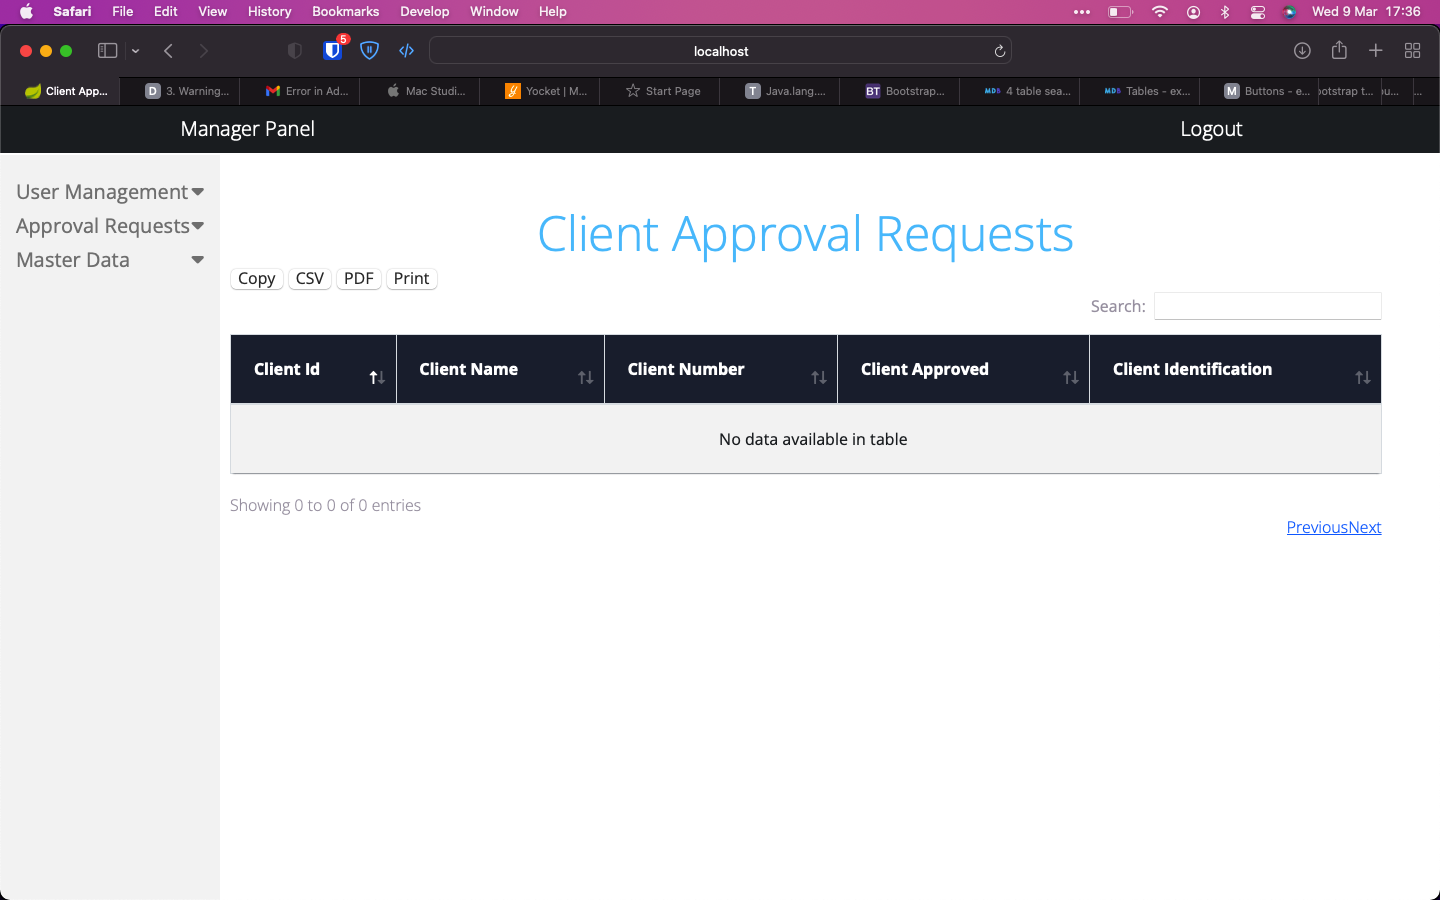 Safari File Edit View History Bookmarks Develop Window Help Wed 9 Mar 17:36
5 localhost
Client App... D 3. Warning... Error in Ad... Mac Studi... Yocket | M... Start Page T Java.lang.... BT Bootstrap... MDB 4 table sea... MDB Tables - ex... M Buttons - e... ootstrap t... ...
Manager Panel Logout
User Management
Approval Requests
Master Data
Client Approval Requests
Copy CSV PDF Print
Search:
Client Id Client Name Client Number Client Approved Client Identification
No data available in table
Showing 0 to 0 of 0 entries
PreviousNext